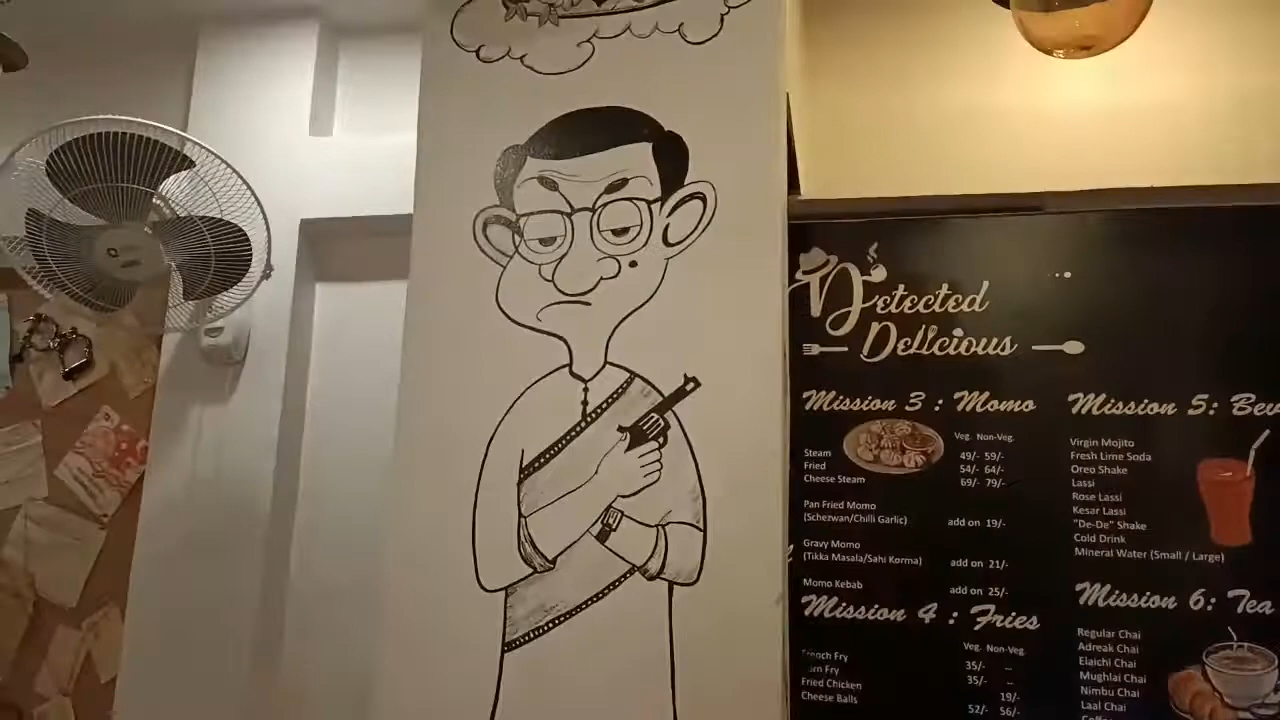 Detected
Delicious
Mission 3 : Momo
Veg. Non-Veg.
Steam 49/- 59/-
Fried 54/- 64/-
Cheese Steam 69/- 79/-
Pan Fried Momo
(Schezwan/Chilli Garlic) add on 19/-
Gravy Momo
(Tikka Masala/Sahi Korma) add on 21/-
Momo Kebab add on 25/-
Mission 4 : Fries
Veg. Non-Veg.
French Fry 35/- --
Fry 35/- --
Fried Chicken 19/-
Cheese Balls 52/- 56/-
Mission 5: Bev
Virgin Mojito
Fresh Lime Soda
Oreo Shake
Lassi
Rose Lassi
Kesar Lassi
"De-De" Shake
Cold Drink
Mineral Water (Small / Large)
Mission 6: Tea
Regular Chai
Adreak Chai
Elaichi Chai
Mughlai Chai
Nimbu Chai
Laal Chai